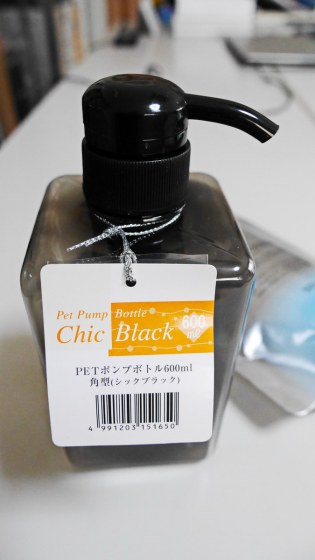 Pet Pump Bottle
Chic Black 600
PETポンプボトル600ml
角型(シックブラック)
4 991203 151650